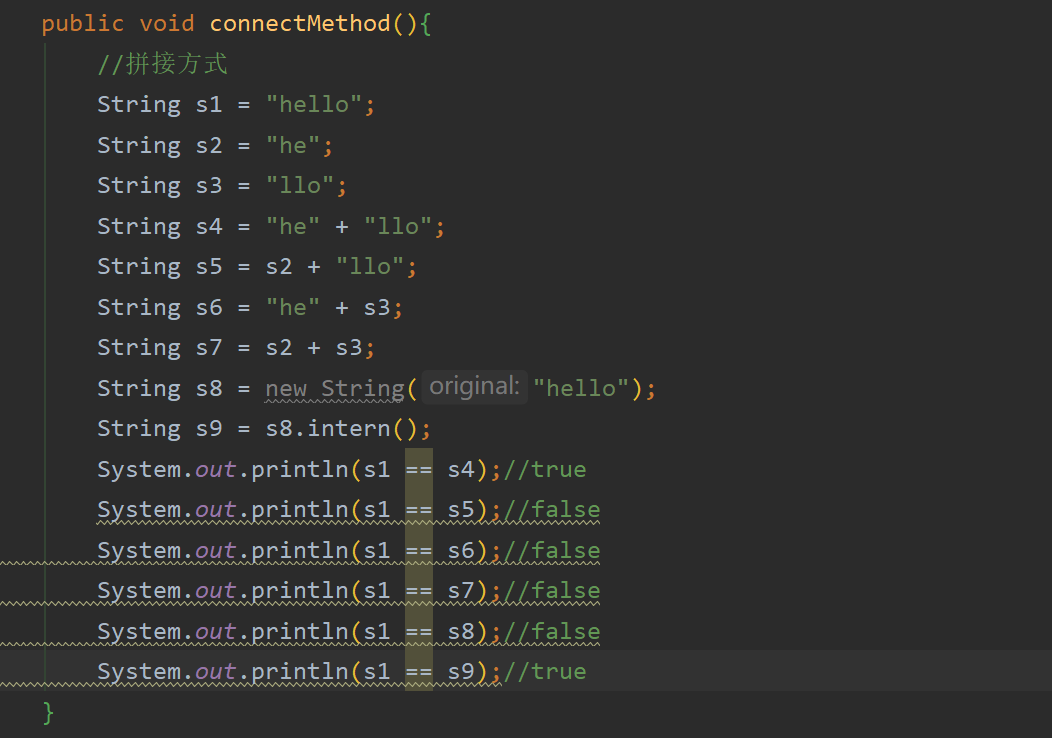 public void connectMethod(){
//拼接方式
String s1 = "hello";
String s2 = "he";
String s3 = "llo";
String s4 = "he" + "llo";
String s5 = s2 + "llo";
String s6 = "he" + s3;
String s7 = s2 + s3;
String s8 = new String( original: "hello");
String s9 = s8.intern();
System.out.println(s1 == s4);//true
System.out.println(s1 == s5);//false
System.out.println(s1 == s6);//false
System.out.println(s1 == s7);//false
System.out.println(s1 == s8);//false
System.out.println(s1 == s9);//true
}